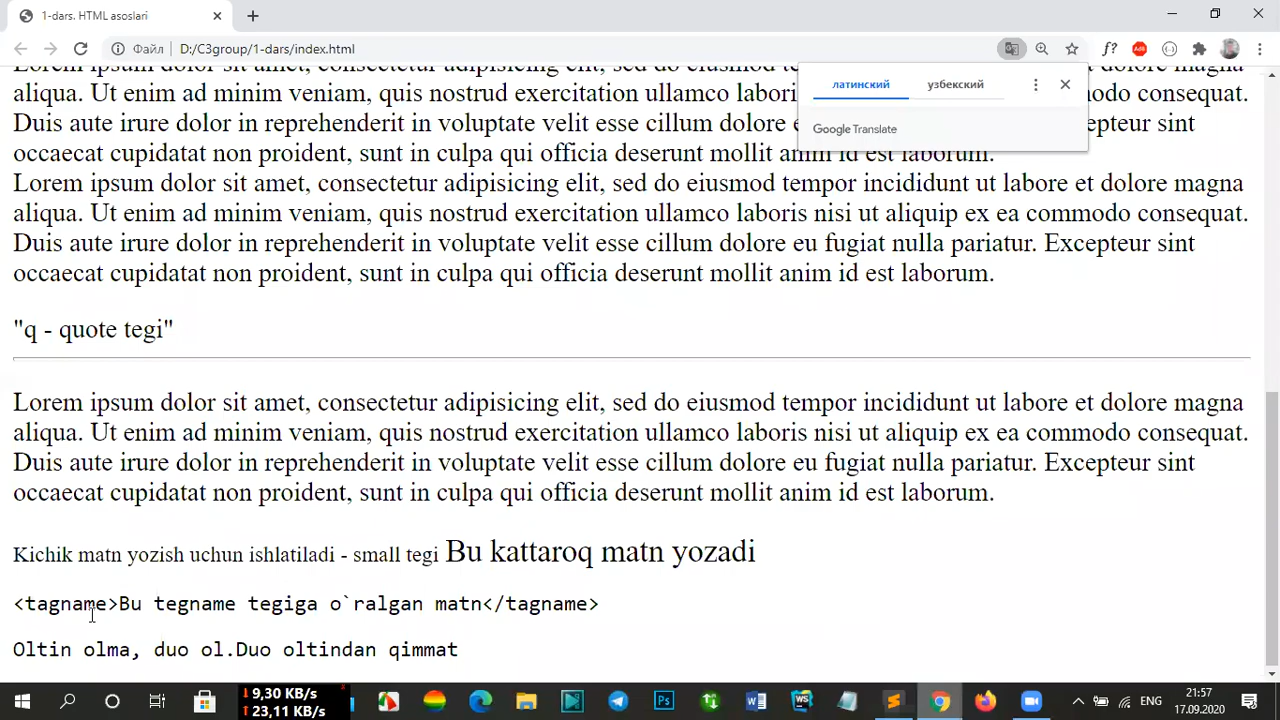 1-dars. HTML asoslari
Файл D:/C3group/1-dars/index.html
латинский узбекский
Google Translate
aliqua. Ut enim ad minim veniam, quis nostrud exercitation ullamco labori
modo consequat.
Duis aute irure dolor in reprehenderit in voluptate velit esse cillum dolore e
epteur sint
occaecat cupidatat non proident, sunt in culpa qui officia deserunt mollit anim id est laborum.
Lorem ipsum dolor sit amet, consectetur adipisicing elit, sed do eiusmod tempor incididunt ut labore et dolore magna
aliqua. Ut enim ad minim veniam, quis nostrud exercitation ullamco laboris nisi ut aliquip ex ea commodo consequat.
Duis aute irure dolor in reprehenderit in voluptate velit esse cillum dolore eu fugiat nulla pariatur. Excepteur sint
occaecat cupidatat non proident, sunt in culpa qui officia deserunt mollit anim id est laborum.
"q - quote tegi"
Lorem ipsum dolor sit amet, consectetur adipisicing elit, sed do eiusmod tempor incididunt ut labore et dolore magna
aliqua. Ut enim ad minim veniam, quis nostrud exercitation ullamco laboris nisi ut aliquip ex ea commodo consequat.
Duis aute irure dolor in reprehenderit in voluptate velit esse cillum dolore eu fugiat nulla pariatur. Excepteur sint
occaecat cupidatat non proident, sunt in culpa qui officia deserunt mollit anim id est laborum.
Kichik matn yozish uchun ishlatiladi - small tegi Bu kattaroq matn yozadi
<tagname>Bu tegname tegiga o`ralgan matn</tagname>
Oltin olma, duo ol.Duo oltindan qimmat
9,30 KB/s
23,11 KB/s
ENG
21:57
17.09.2020